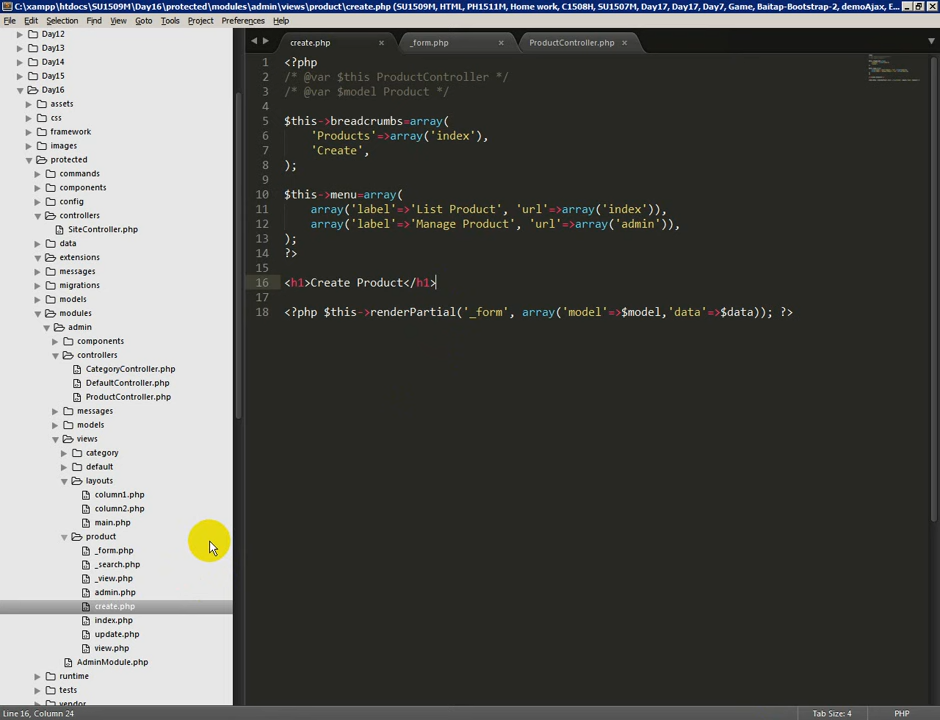 C:\xampp\htdocs\SU1509M\Day16\protected\modules\admin\views\product\create.php (SU1509M, HTML, PH1511M, Home work, C1508H, SU1507M, Day17, Day17, Day7, Game, Baitap-Bootstrap-2, demoAjax, E...
File Edit Selection Find View Goto Tools Project Preferences Help
Day12
Day13
Day14
Day15
Day16
assets
css
framework
images
protected
commands
components
config
controllers
SiteController.php
data
extensions
messages
migrations
models
modules
admin
components
controllers
CategoryController.php
DefaultController.php
ProductController.php
messages
models
views
category
default
layouts
column1.php
column2.php
main.php
product
_form.php
_search.php
_view.php
admin.php
create.php
index.php
update.php
view.php
AdminModule.php
runtime
tests
vendor
create.php × _form.php × ProductController.php ×
1 <?php
2 /* @var $this ProductController */
3 /* @var $model Product */
4
5 $this->breadcrumbs=array(
6 'Products'=>array('index'),
7 'Create',
8 );
9
10 $this->menu=array(
11 array('label'=>'List Product', 'url'=>array('index')),
12 array('label'=>'Manage Product', 'url'=>array('admin')),
13 );
14 ?>
15
16 <h1>Create Product</h1>
17
18 <?php $this->renderPartial('_form', array('model'=>$model,'data'=>$data)); ?>
Line 16, Column 24 Tab Size: 4 PHP